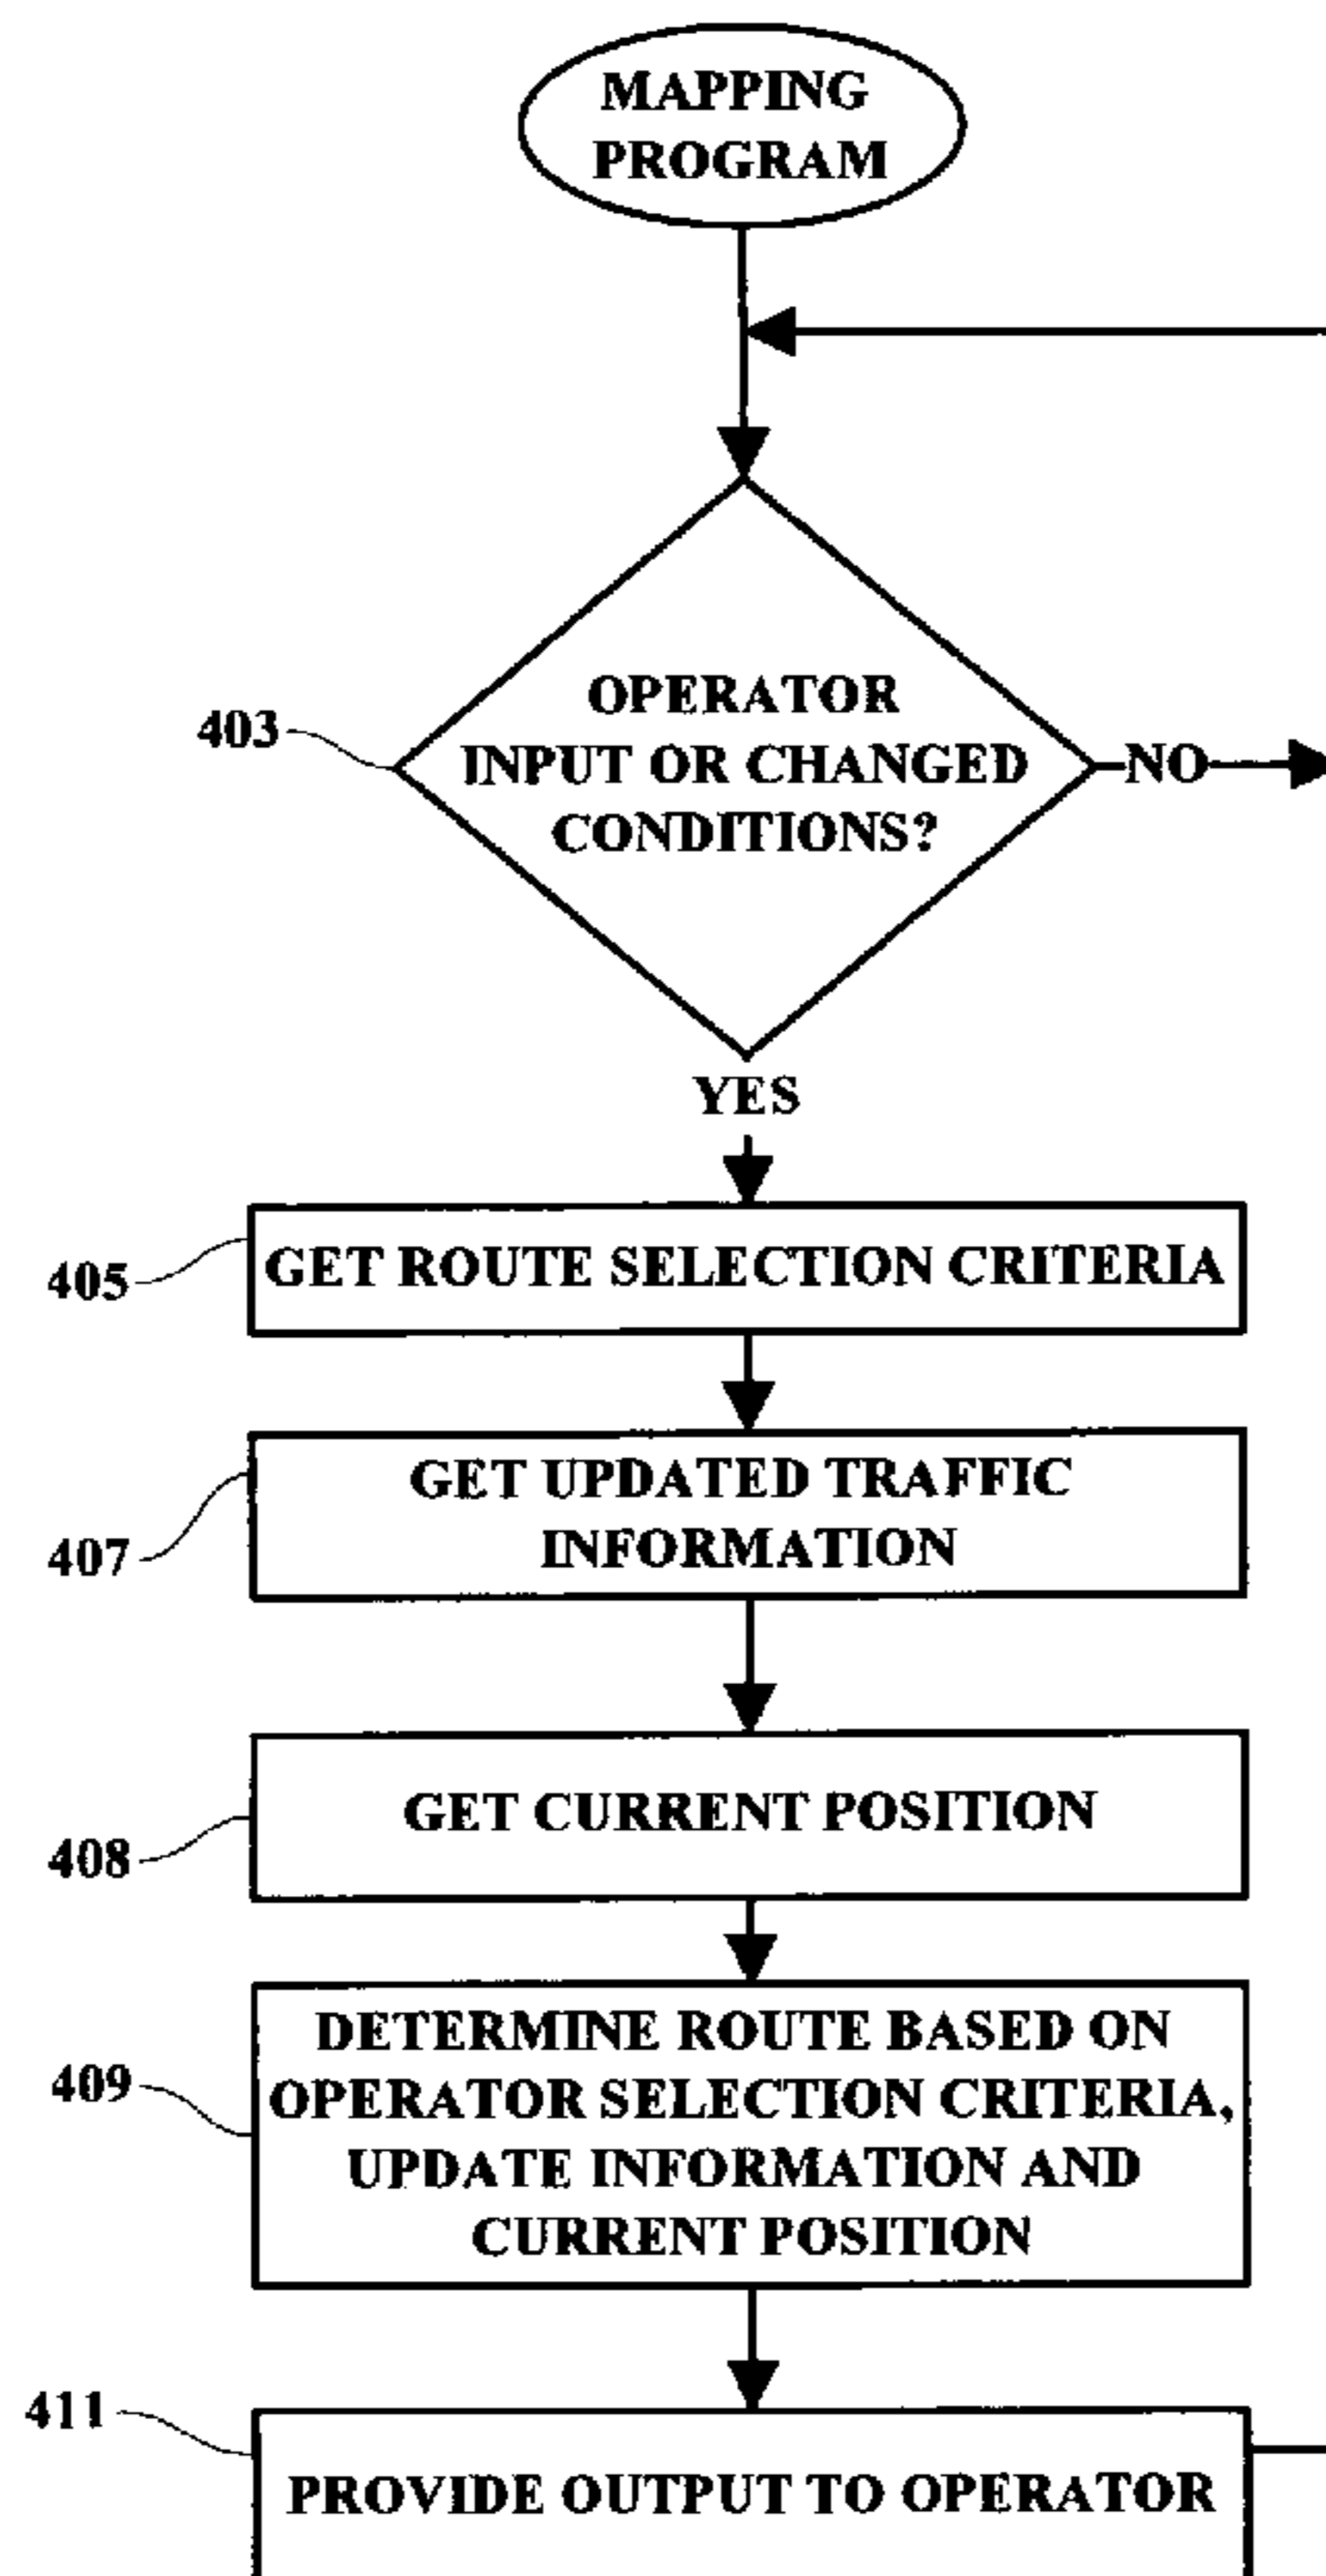 MAPPING
PROGRAM
403
OPERATOR
INPUT OR CHANGED
CONDITIONS?
NO
YES
405
GET ROUTE SELECTION CRITERIA
407
GET UPDATED TRAFFIC
INFORMATION
408
GET CURRENT POSITION
409
DETERMINE ROUTE BASED ON
OPERATOR SELECTION CRITERIA,
UPDATE INFORMATION AND
CURRENT POSITION
411
PROVIDE OUTPUT TO OPERATOR